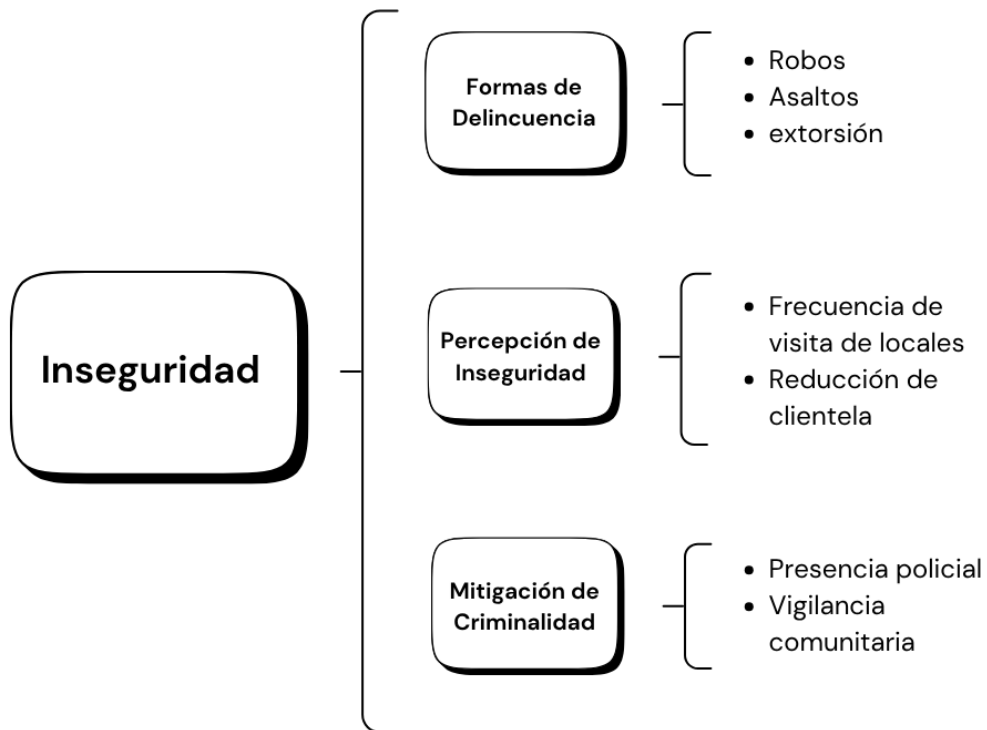 Inseguridad
Formas de
Delincuencia
• Robos
• Asaltos
• extorsión
Percepción de
Inseguridad
• Frecuencia de
visita de locales
• Reducción de
clientela
Mitigación de
Criminalidad
• Presencia policial
• Vigilancia
comunitaria